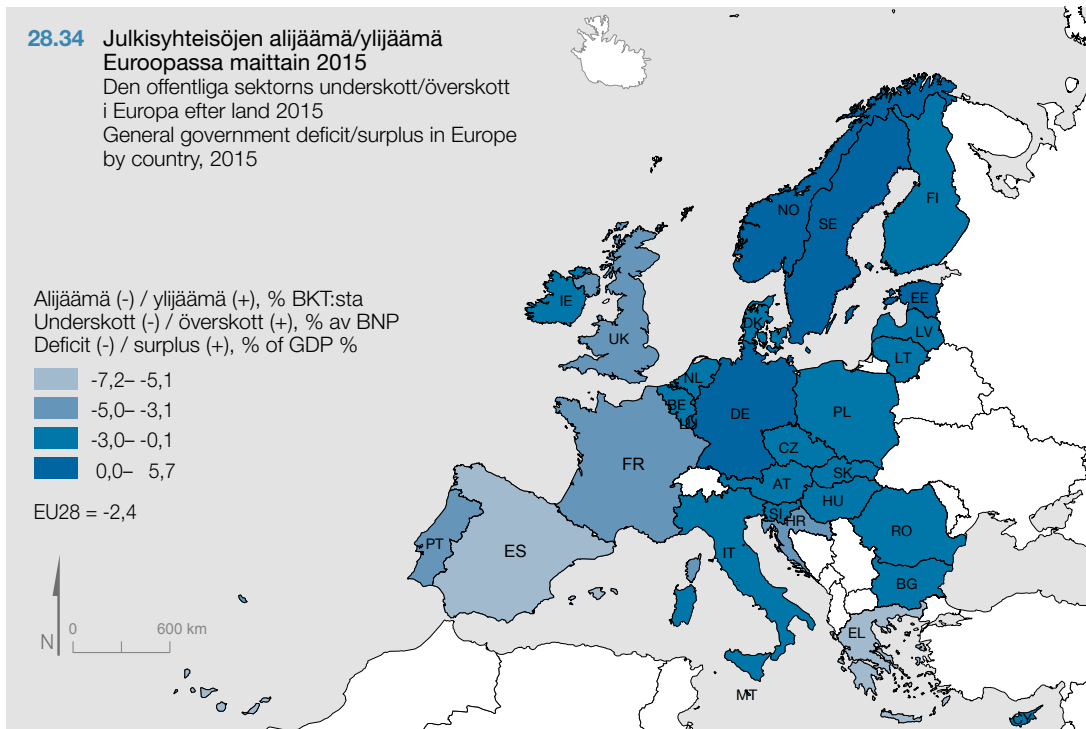 28.34 Julkisyhteisöjen alijäämä/ylijäämä
Euroopassa maittain 2015
Den offentliga sektorns underskott/överskott
i Europa efter land 2015
General government deficit/surplus in Europe
by country, 2015
Alijäämä (-) / ylijäämä (+), % BKT:sta
Underskott (-) / överskott (+), % av BNP
Deficit (-) / surplus (+), % of GDP %
-7,2– -5,1
-5,0– -3,1
-3,0– -0,1
0,0– 5,7
EU28 = -2,4
N
0 600 km
NO
SE
FI
EE
LV
LT
IE
UK
DK
NL
BE
LU
DE
PL
CZ
SK
AT
HU
FR
SI
HR
RO
PT
ES
IT
BG
EL
MT
CY